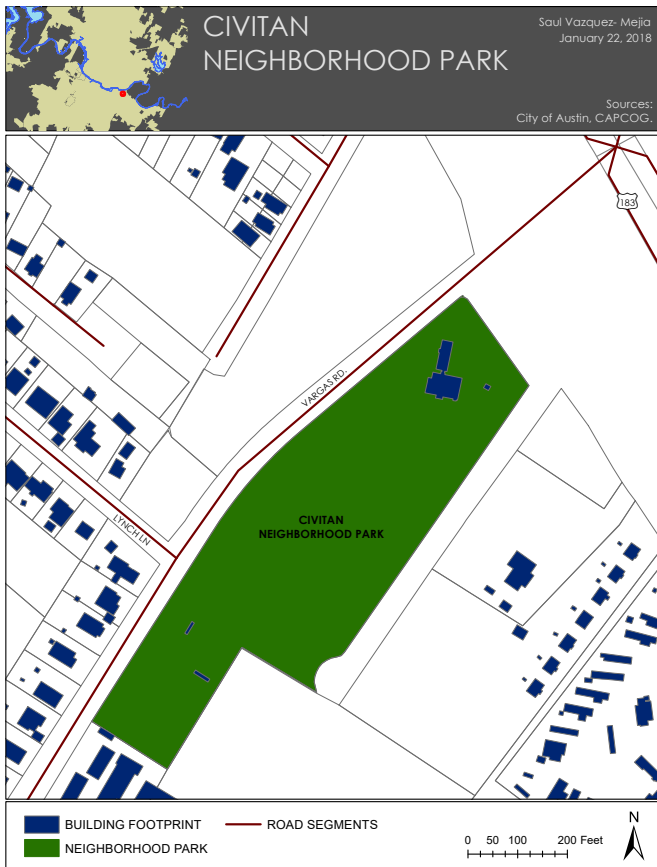 CIVITAN
NEIGHBORHOOD PARK
Saul Vazquez- Mejia
January 22, 2018
Sources:
City of Austin, CAPCOG.
183
VARGAS RD.
CIVITAN
NEIGHBORHOOD PARK
LYNCH LN
BUILDING FOOTPRINT
ROAD SEGMENTS
NEIGHBORHOOD PARK
0 50 100 200 Feet
N